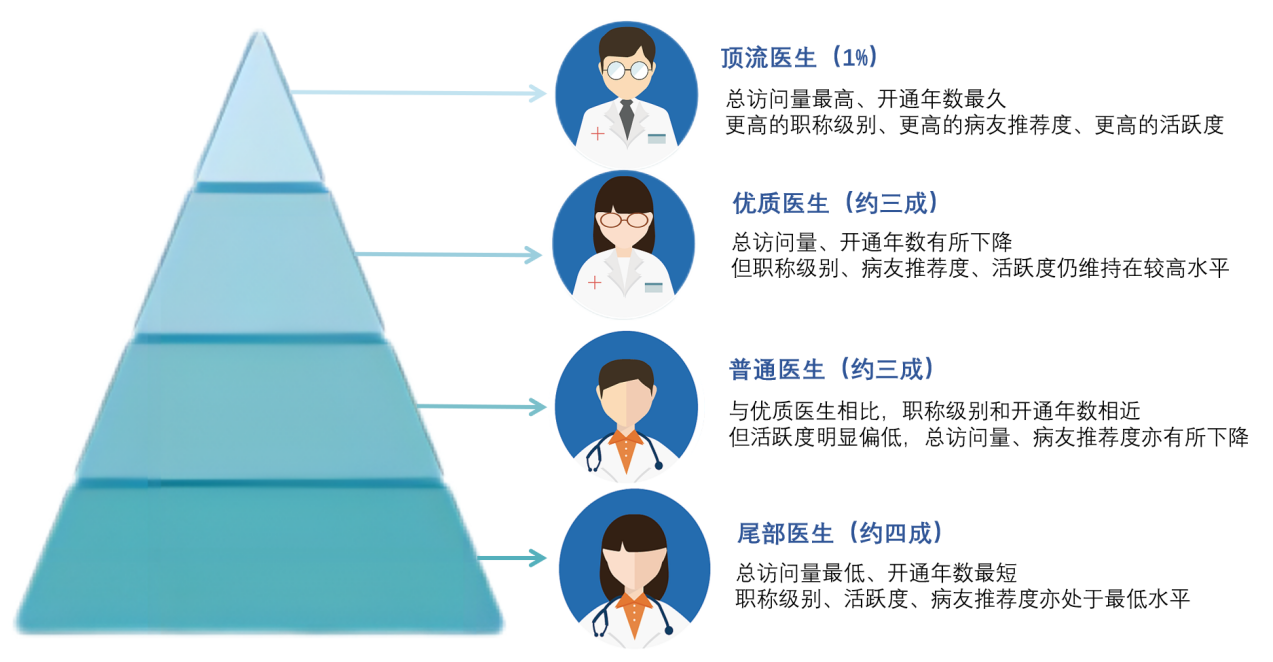 顶流医生（1%）
总访问量最高、开通年数最久
更高的职称级别、更高的病友推荐度、更高的活跃度
优质医生（约三成）
总访问量、开通年数有所下降
但职称级别、病友推荐度、活跃度仍维持在较高水平
普通医生（约三成）
与优质医生相比，职称级别和开通年数相近
但活跃度明显偏低，总访问量、病友推荐度亦有所下降
尾部医生（约四成）
总访问量最低、开通年数最短
职称级别、活跃度、病友推荐度亦处于最低水平